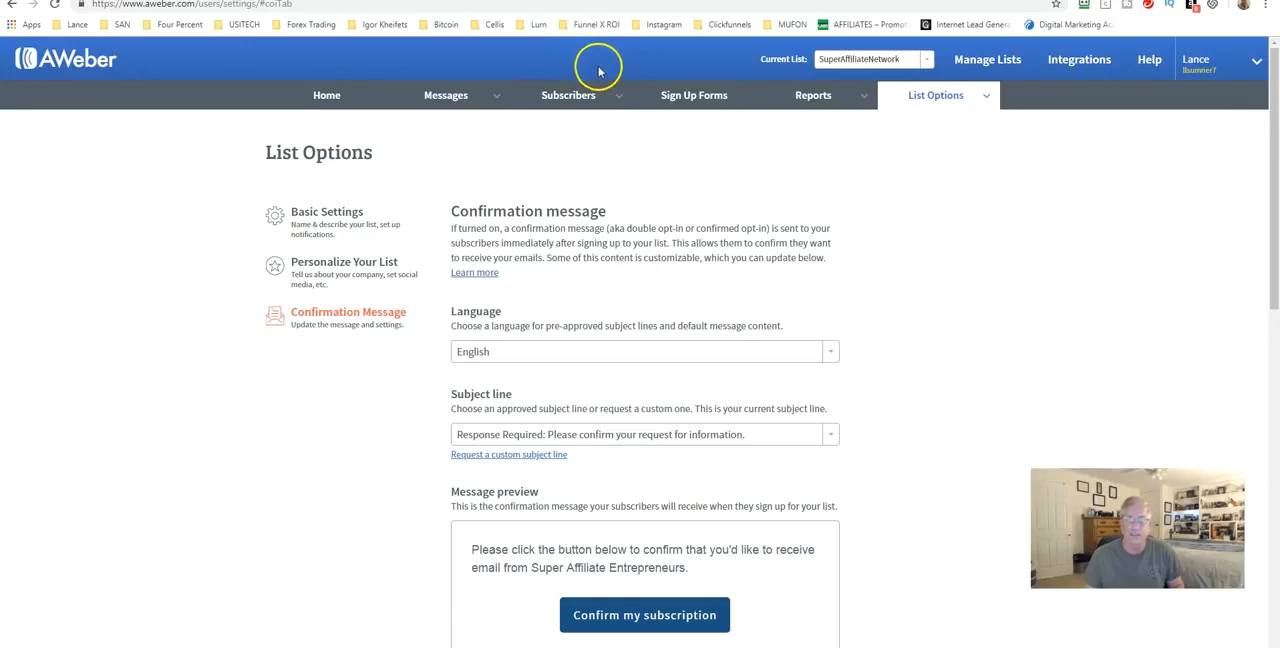 https://www.aweber.com/users/settings/#coiTab
Apps Lance SAN Four Percent USITECH Forex Trading Igor Kheifets Bitcoin Cellis Lurn Funnel X ROI Instagram Clickfunnels MUFON AFFILIATES – Promot Internet Lead Genera Digital Marketing Ac
AWeber Current List: SuperAffiliateNetwork Manage Lists Integrations Help Lance
llsumner7
Home Messages Subscribers Sign Up Forms Reports List Options
List Options
Basic Settings
Name & describe your list, set up
notifications.
Personalize Your List
Tell us about your company, set social
media, etc.
Confirmation Message
Update the message and settings.
Confirmation message
If turned on, a confirmation message (aka double opt-in or confirmed opt-in) is sent to your
subscribers immediately after signing up to your list. This allows them to confirm they want
to receive your emails. Some of this content is customizable, which you can update below.
Learn more
Language
Choose a language for pre-approved subject lines and default message content.
English
Subject line
Choose an approved subject line or request a custom one. This is your current subject line.
Response Required: Please confirm your request for information.
Request a custom subject line
Message preview
This is the confirmation message your subscribers will receive when they sign up for your list.
Please click the button below to confirm that you'd like to receive
email from Super Affiliate Entrepreneurs.
Confirm my subscription